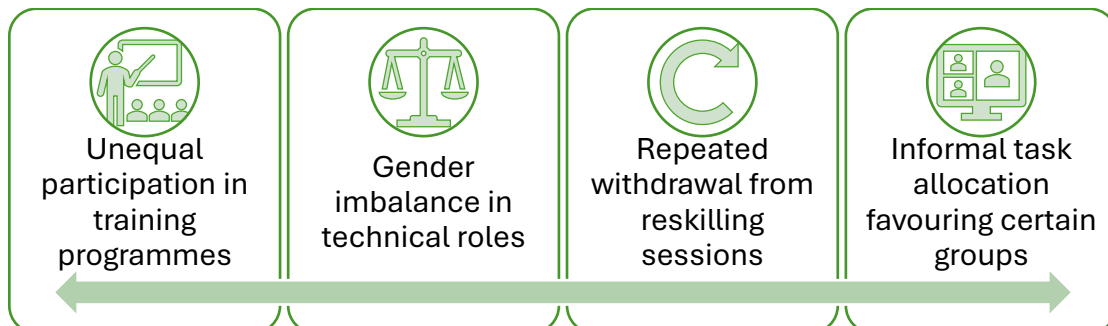 Unequal
participation in
training
programmes
Gender
imbalance in
technical roles
Repeated
withdrawal from
reskilling
sessions
Informal task
allocation
favouring certain
groups